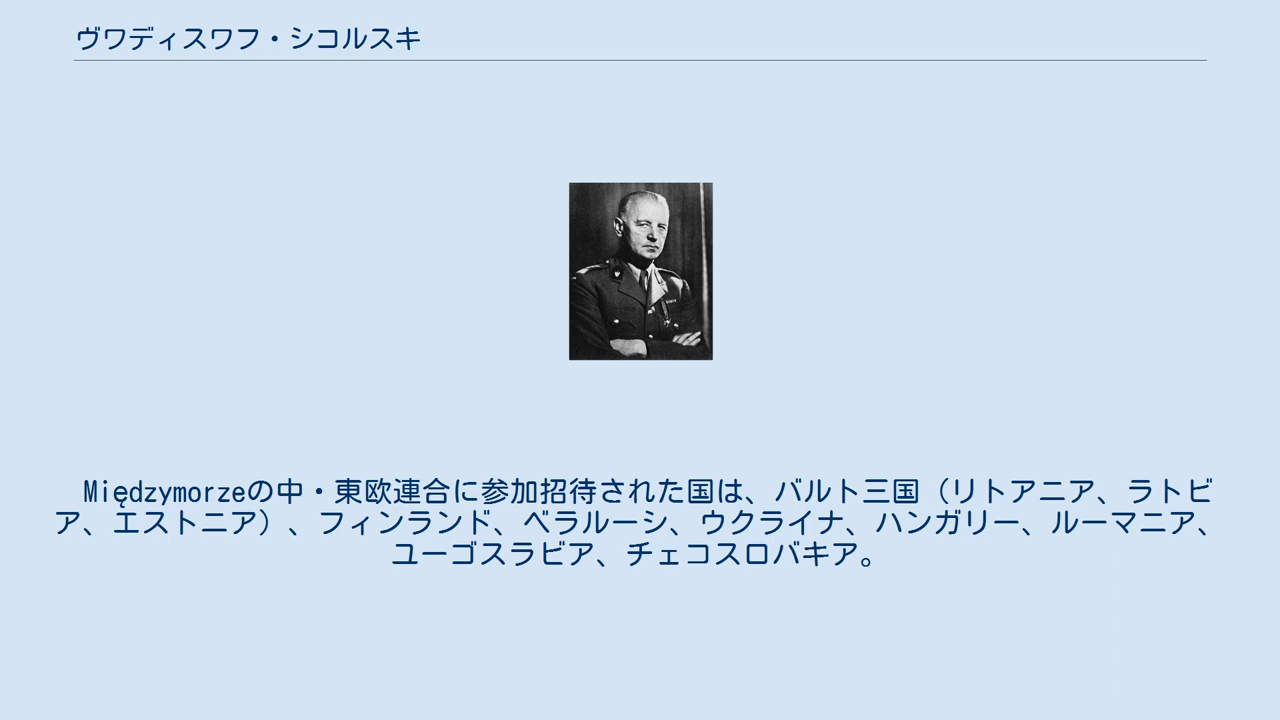 ヴワディスワフ・シコルスキ
Międzymorzeの中・東欧連合に参加招待された国は、バルト三国（リトアニア、ラトビ
ア、エストニア）、フィンランド、ベラルーシ、ウクライナ、ハンガリー、ルーマニア、
ユーゴスラビア、チェコスロバキア。